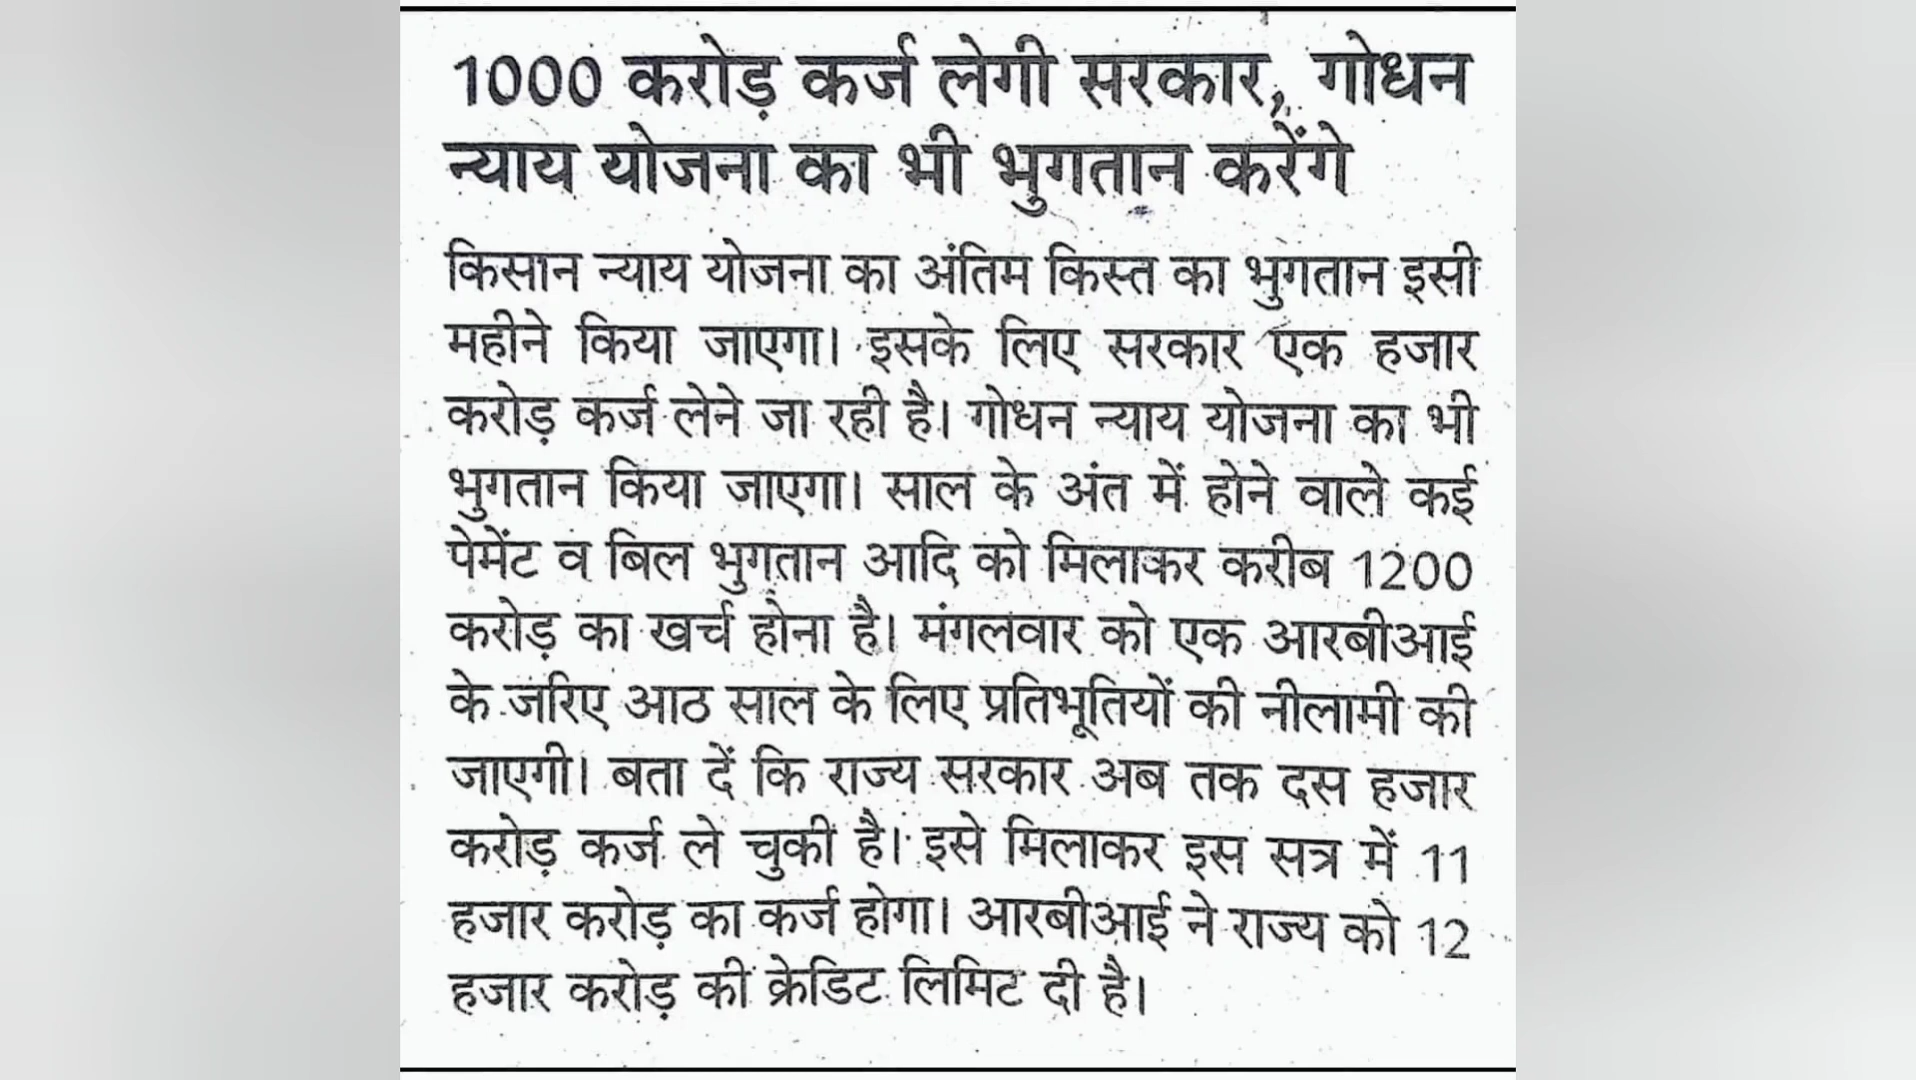 1000 करोड़ कर्ज लेगी सरकार, गोधन
न्याय योजना का भी भुगतान करेंगे
किसान न्याय योजना का अंतिम किस्त का भुगतान इसी
महीने किया जाएगा। इसके लिए सरकार एक हजार
करोड़ कर्ज लेने जा रही है। गोधन न्याय योजना का भी
भुगतान किया जाएगा। साल के अंत में होने वाले कई
पेमेंट व बिल भुगतान आदि को मिलाकर करीब 1200
करोड़ का खर्च होना है। मंगलवार को एक आरबीआई
के जरिए आठ साल के लिए प्रतिभूतियों की नीलामी की
जाएगी। बता दें कि राज्य सरकार अब तक दस हजार
करोड़ कर्ज ले चुकी है। इसे मिलाकर इस सत्र में 11
हजार करोड़ का कर्ज होगा। आरबीआई ने राज्य को 12
हजार करोड़ की क्रेडिट लिमिट दी है।